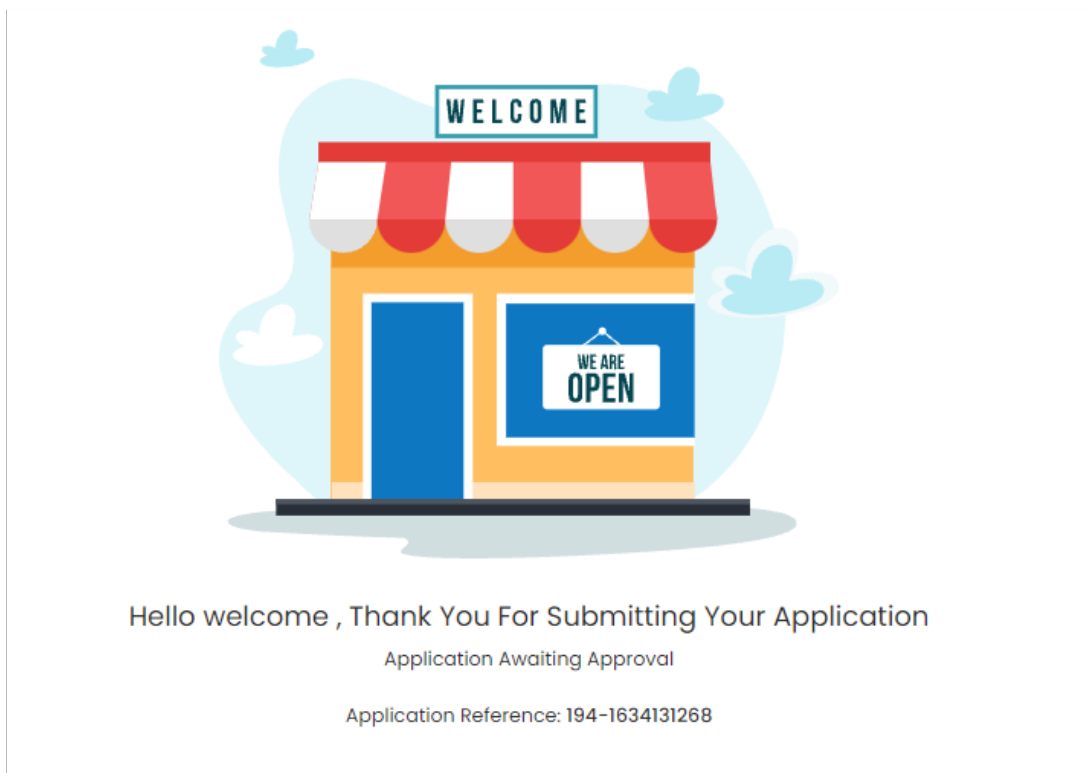 WELCOME
WE ARE
OPEN
Hello welcome , Thank You For Submitting Your Application
Application Awaiting Approval
Application Reference: 194-1634131268